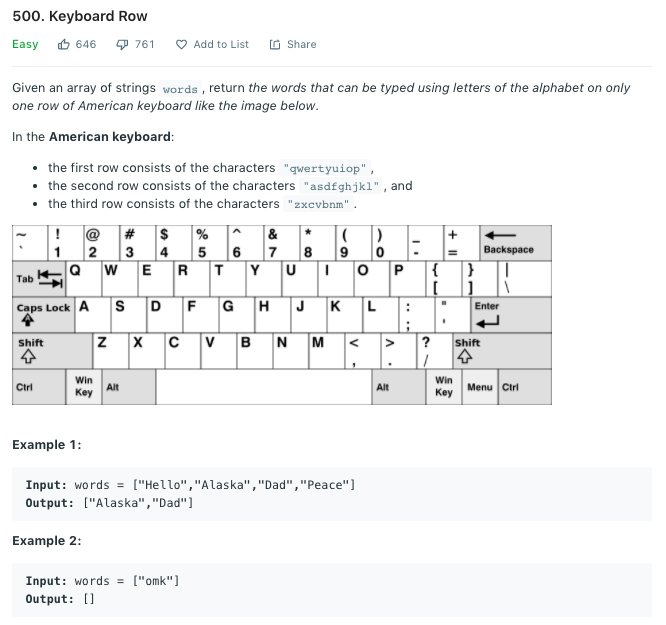 500. Keyboard Row
Easy 646 761 Add to List Share
Given an array of strings words , return the words that can be typed using letters of the alphabet on only
one row of American keyboard like the image below.
In the American keyboard:
• the first row consists of the characters "qwertyuiop" ,
• the second row consists of the characters "asdfghjkl" , and
• the third row consists of the characters "zxcvbnm" .
~ ! @ # $ % ^ & * ( ) _ +
` 1 2 3 4 5 6 7 8 9 0 - = Backspace
Tab Q W E R T Y U I O P { } |
[ ] \
Caps Lock A S D F G H J K L : " Enter
; '
Shift Z X C V B N M < > ? Shift
, . /
Ctrl Win Key Alt Alt Win Key Menu Ctrl
Example 1:
Input: words = ["Hello","Alaska","Dad","Peace"]
Output: ["Alaska","Dad"]
Example 2:
Input: words = ["omk"]
Output: []